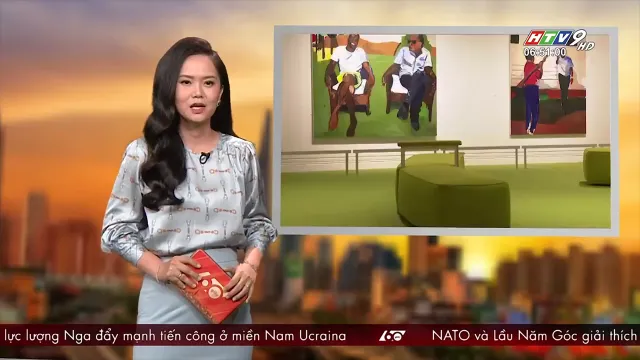 HTV9 HD
06:51:00
lực lượng Nga đẩy mạnh tiến công ở miền Nam Ucraina 60 NATO và Lầu Năm Góc giải thích